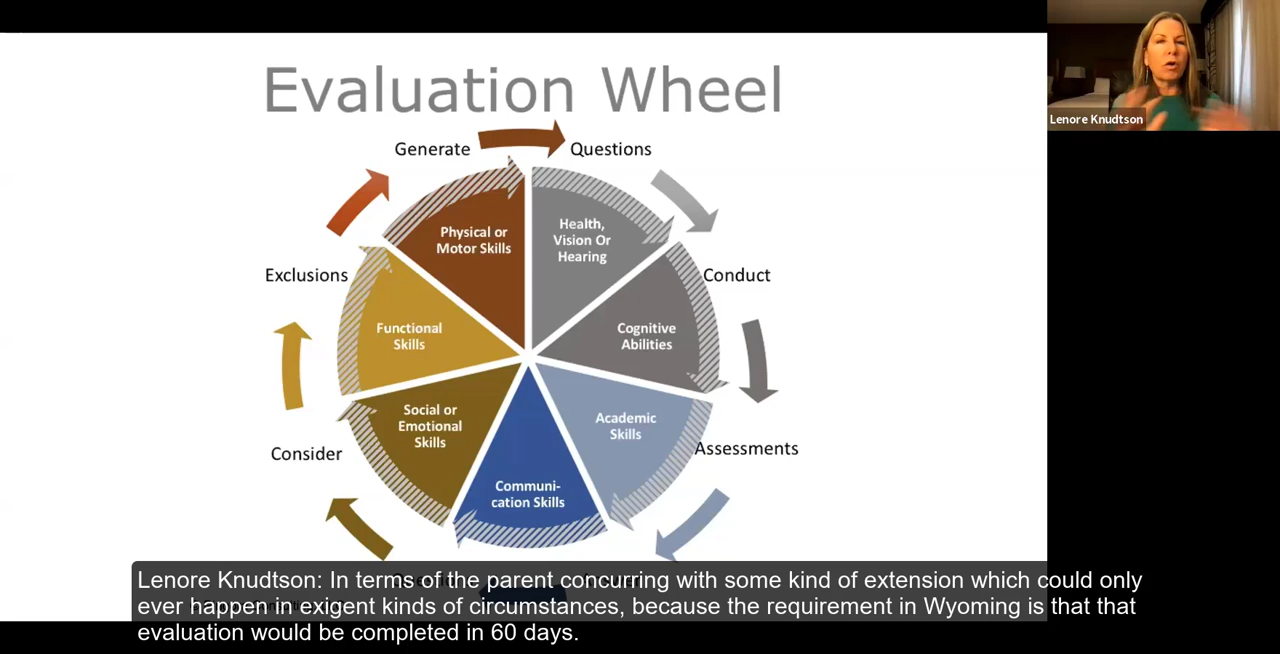 Evaluation Wheel
Lenore Knudtson
Generate
Questions
Physical or
Motor Skills
Health,
Vision Or
Hearing
Exclusions
Conduct
Functional
Skills
Cognitive
Abilities
Social or
Emotional
Skills
Academic
Skills
Consider
Assessments
Communi-
cation Skills
Lenore Knudtson: In terms of the parent concurring with some kind of extension which could only
ever happen in exigent kinds of circumstances, because the requirement in Wyoming is that that
evaluation would be completed in 60 days.